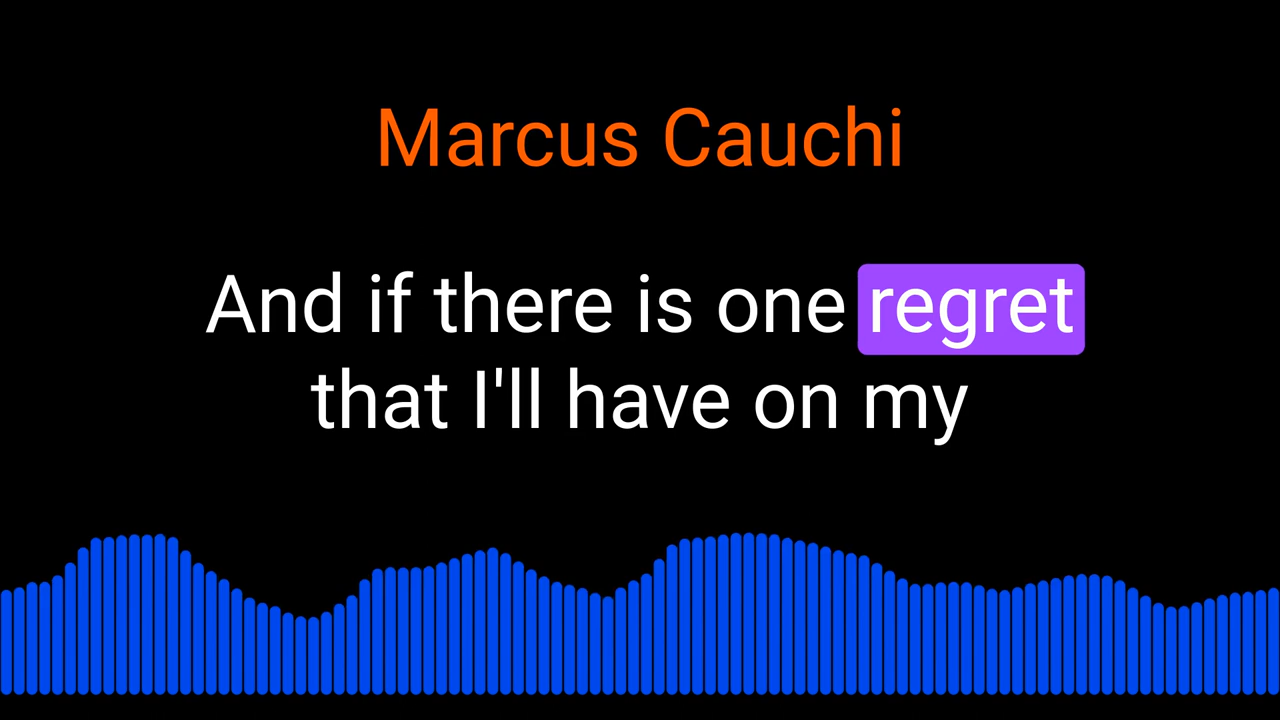 Marcus Cauchi
And if there is one regret
that I'll have on my